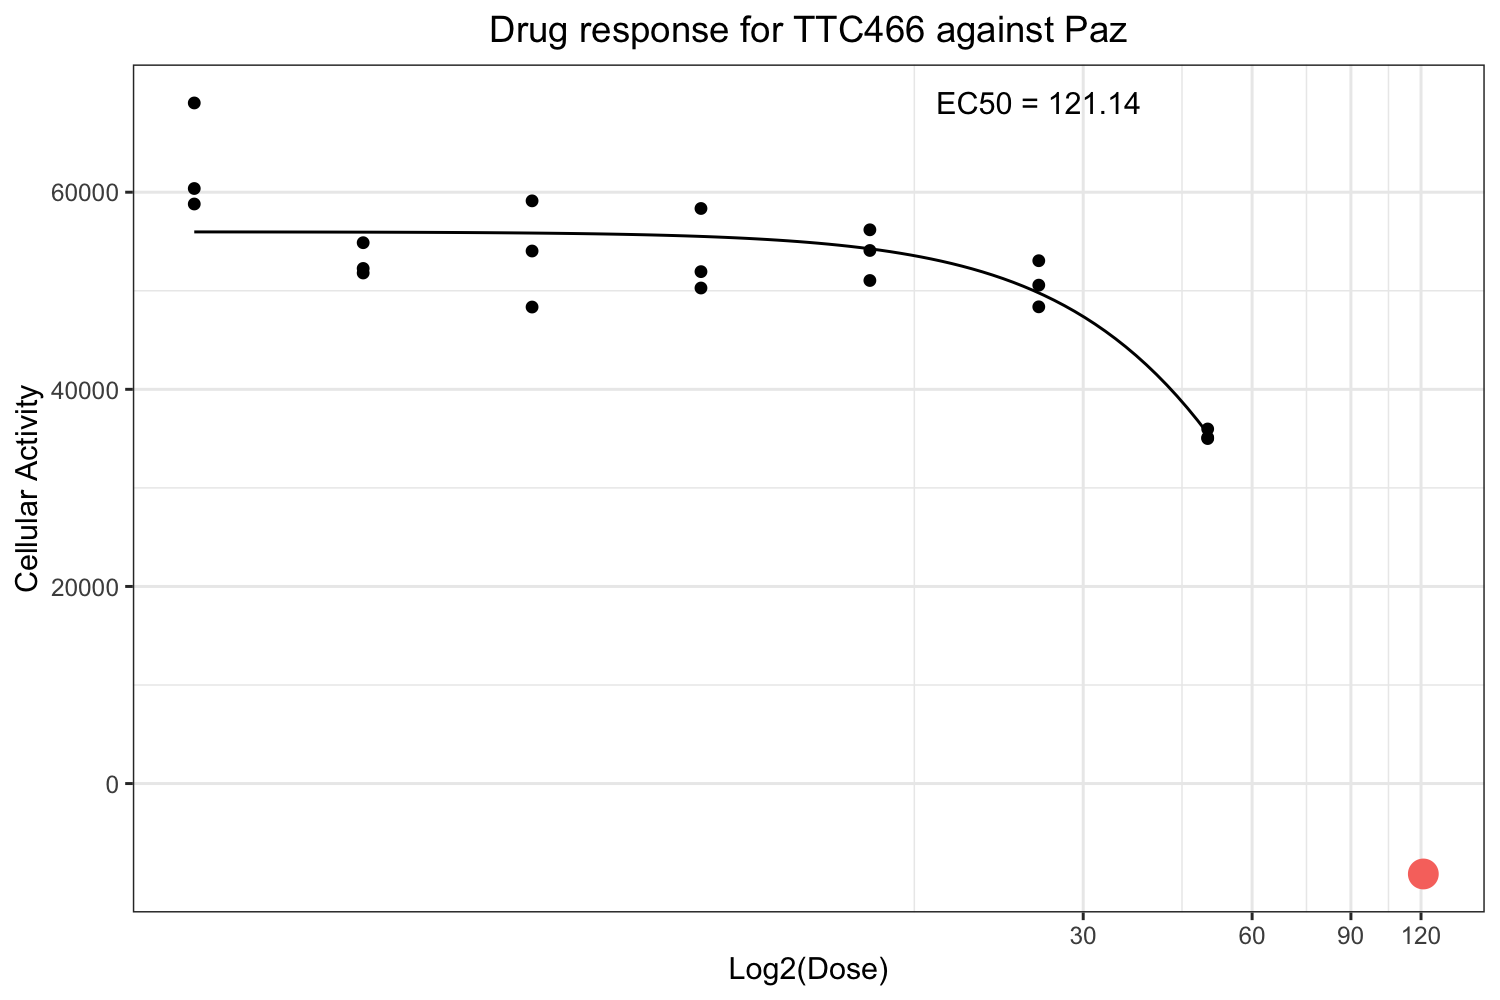 Drug response for TTC466 against Paz
EC50 = 121.14
60000
40000
20000
0
Cellular Activity
30 60 90 120
Log2(Dose)